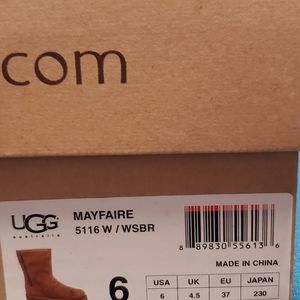 com
UGG
australia
MAYFAIRE
5116 W / WSBR
8 89830 55613 6
MADE IN CHINA
USA UK EU JAPAN
6
6 4.5 37 230